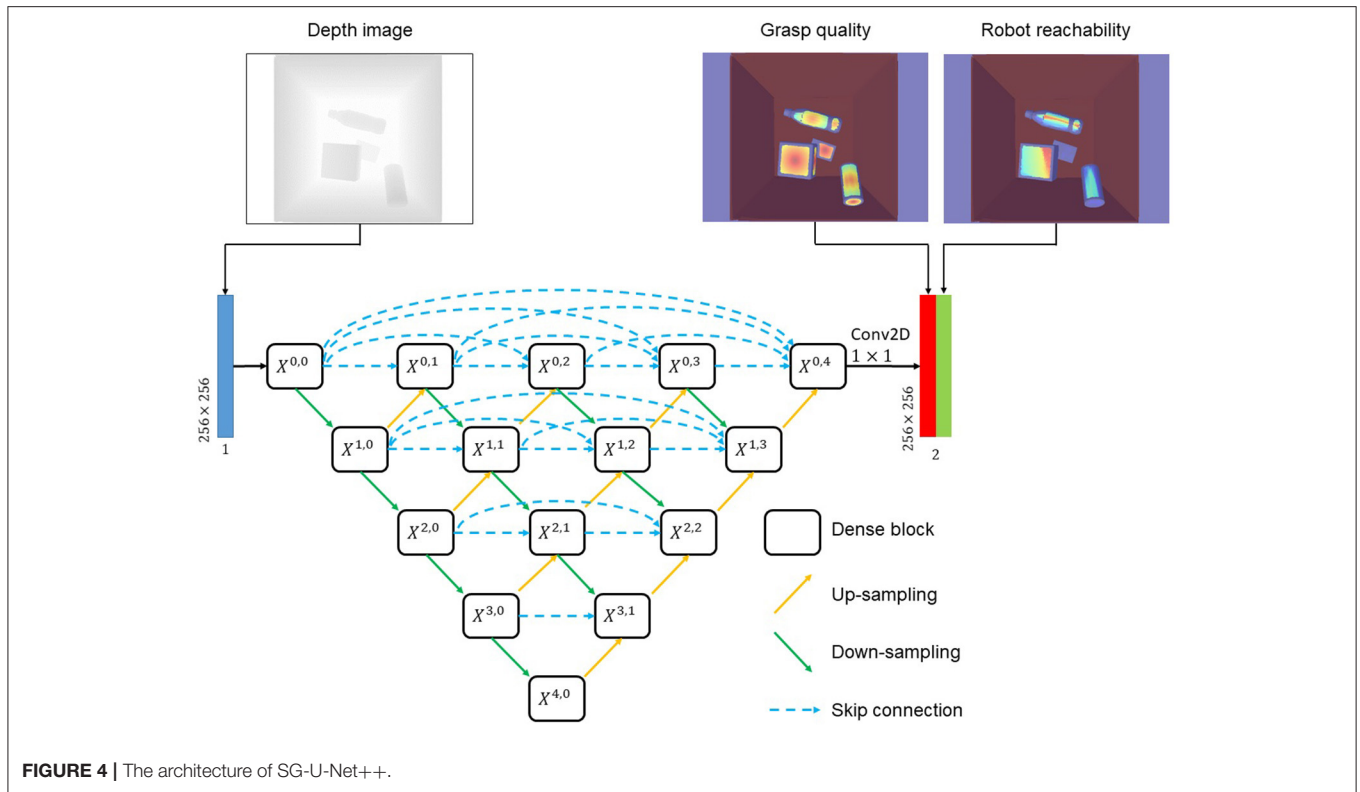 Depth image
Grasp quality
Robot reachability
256 × 256
1
X^{0,0}
X^{0,1}
X^{0,2}
X^{0,3}
X^{0,4}
Conv2D
1 × 1
256 × 256
2
X^{1,0}
X^{1,1}
X^{1,2}
X^{1,3}
X^{2,0}
X^{2,1}
X^{2,2}
X^{3,0}
X^{3,1}
X^{4,0}
Dense block
Up-sampling
Down-sampling
Skip connection
FIGURE 4 | The architecture of SG-U-Net++.